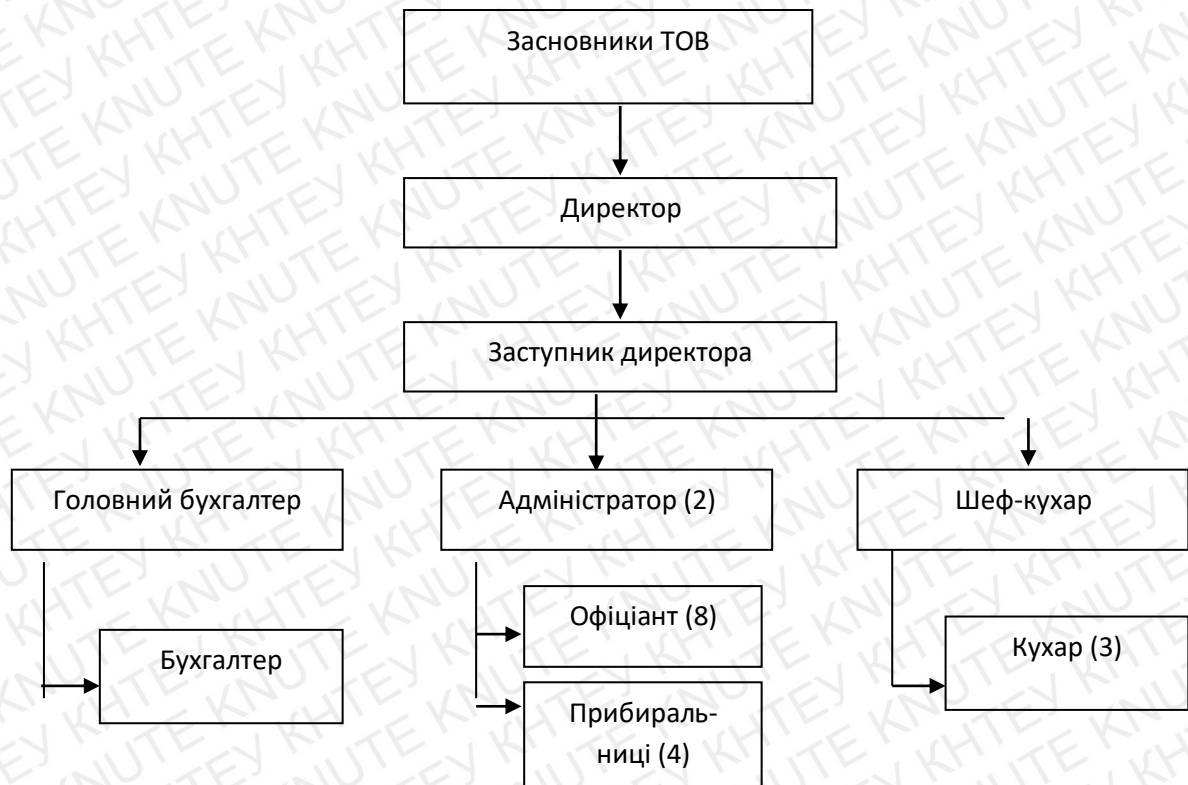 Засновники ТОВ
Директор
Заступник директора
Головний бухгалтер
Адміністратор (2)
Шеф-кухар
Офіціант (8)
Бухгалтер
Кухар (3)
Прибираль-
ниці (4)